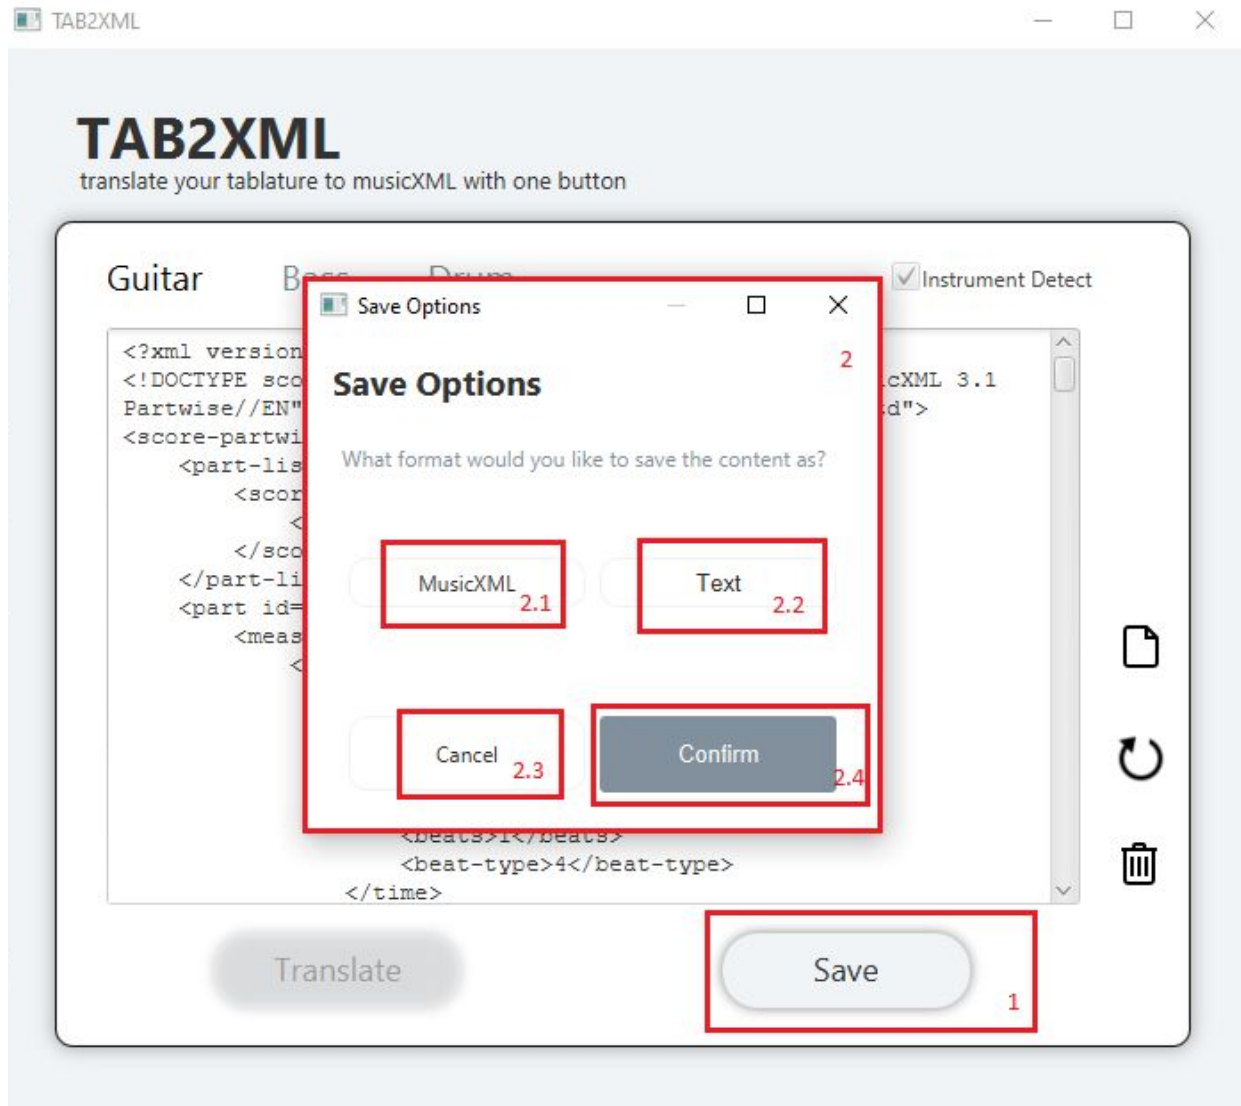 TAB2XML
TAB2XML
translate your tablature to musicXML with one button
Guitar
Instrument Detect
Save Options
2
Save Options
What format would you like to save the content as?
MusicXML
2.1
Text
2.2
Cancel
2.3
Confirm
2.4
<?xml version
<!DOCTYPE sco
cXML 3.1
Partwise//EN"
d">
<score-partwi
<part-lis
<scor
<
</sco
</part-li
<part id=
<meas
<
<beats>1</beats>
<beat-type>4</beat-type>
</time>
Translate
Save
1